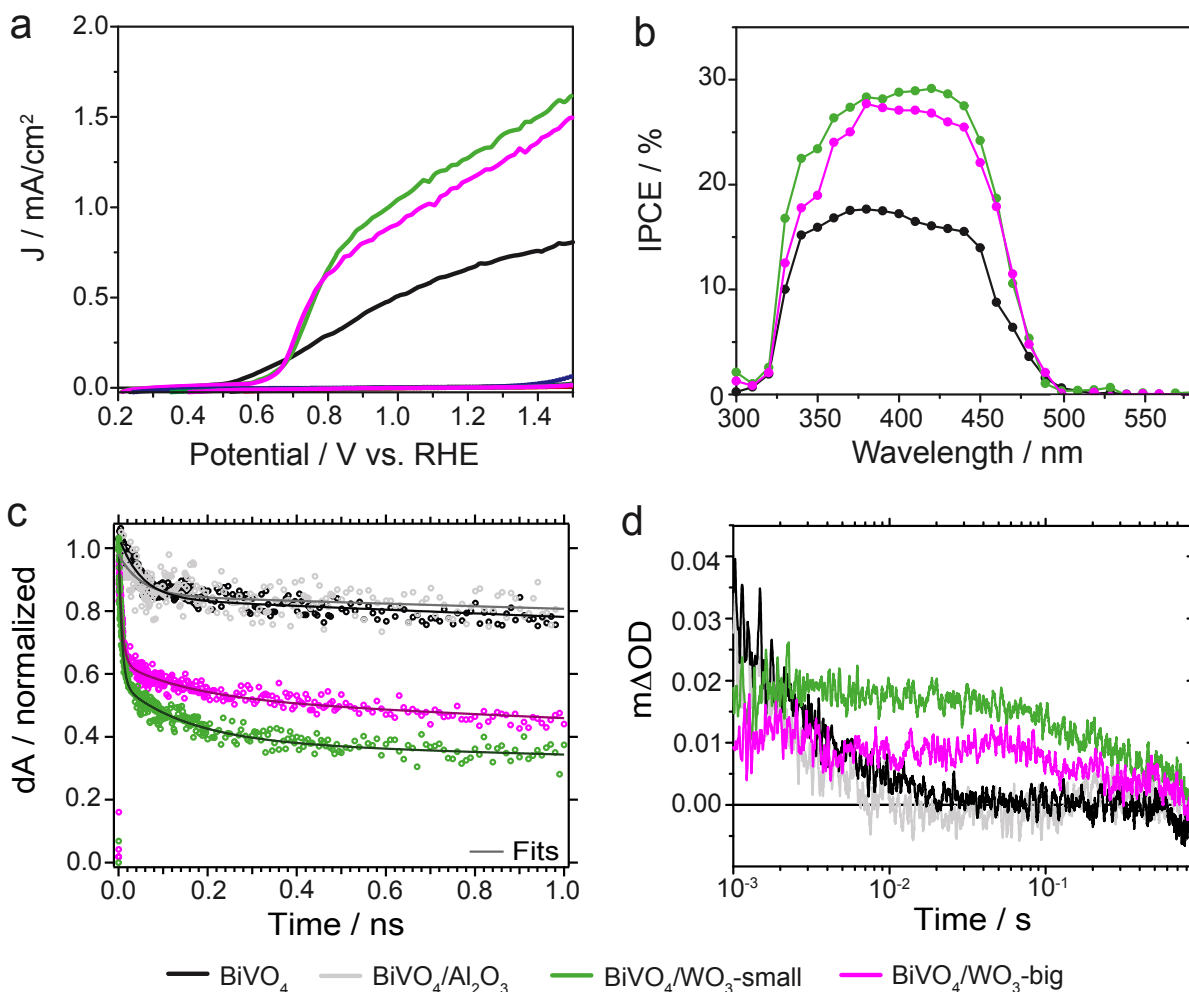 a
2.0
1.5
1.0
0.5
0.0
J / mA/cm²
0.2 0.4 0.6 0.8 1.0 1.2 1.4
Potential / V vs. RHE
b
30
20
10
0
IPCE / %
300 350 400 450 500 550
Wavelength / nm
c
1.0
0.8
0.6
0.4
0.2
0.0
dA / normalized
Fits
0.0 0.2 0.4 0.6 0.8 1.0
Time / ns
d
0.04
0.03
0.02
0.01
0.00
mΔOD
10⁻³ 10⁻² 10⁻¹
Time / s
BiVO₄ BiVO₄/Al₂O₃ BiVO₄/WO₃-small BiVO₄/WO₃-big